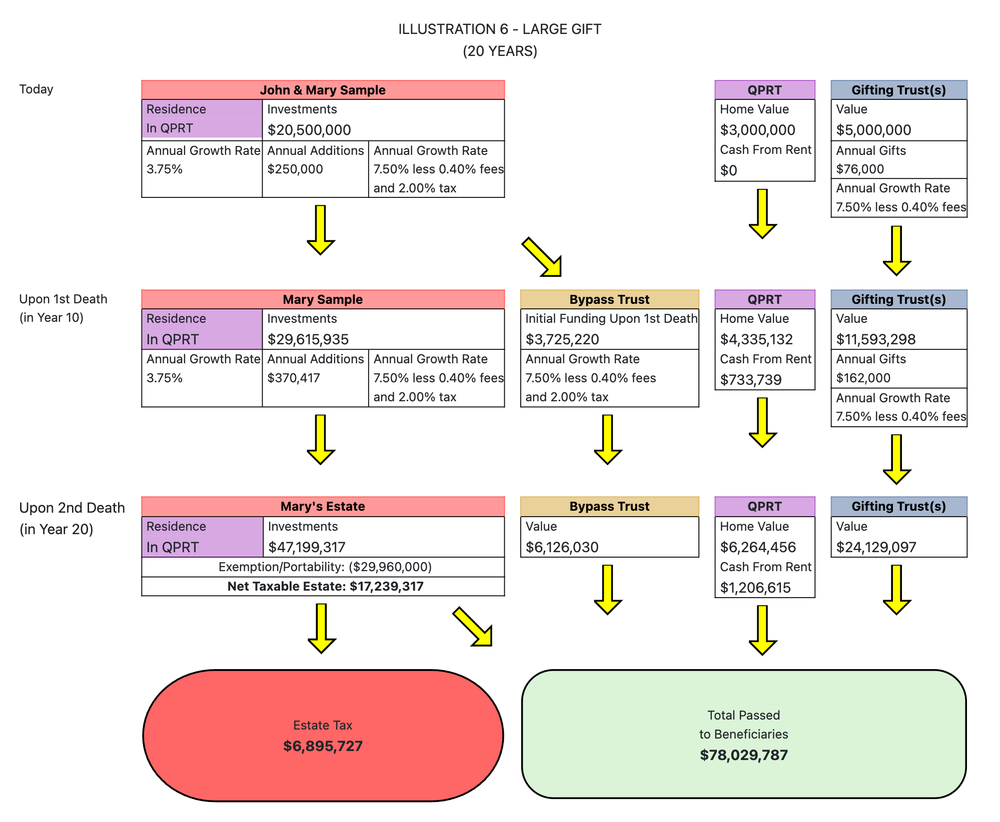 ILLUSTRATION 6 - LARGE GIFT
(20 YEARS)
Today
John & Mary Sample
Residence
In QPRT
Investments
$20,500,000
Annual Growth Rate
3.75%
Annual Additions
$250,000
Annual Growth Rate
7.50% less 0.40% fees
and 2.00% tax
QPRT
Home Value
$3,000,000
Cash From Rent
$0
Gifting Trust(s)
Value
$5,000,000
Annual Gifts
$76,000
Annual Growth Rate
7.50% less 0.40% fees
Upon 1st Death
(in Year 10)
Mary Sample
Residence
In QPRT
Investments
$29,615,935
Annual Growth Rate
3.75%
Annual Additions
$370,417
Annual Growth Rate
7.50% less 0.40% fees
and 2.00% tax
Bypass Trust
Initial Funding Upon 1st Death
$3,725,220
Annual Growth Rate
7.50% less 0.40% fees
and 2.00% tax
QPRT
Home Value
$4,335,132
Cash From Rent
$733,739
Gifting Trust(s)
Value
$11,593,298
Annual Gifts
$162,000
Annual Growth Rate
7.50% less 0.40% fees
Upon 2nd Death
(in Year 20)
Mary's Estate
Residence
In QPRT
Investments
$47,199,317
Exemption/Portability: ($29,960,000)
Net Taxable Estate: $17,239,317
Bypass Trust
Value
$6,126,030
QPRT
Home Value
$6,264,456
Cash From Rent
$1,206,615
Gifting Trust(s)
Value
$24,129,097
Estate Tax
$6,895,727
Total Passed
to Beneficiaries
$78,029,787